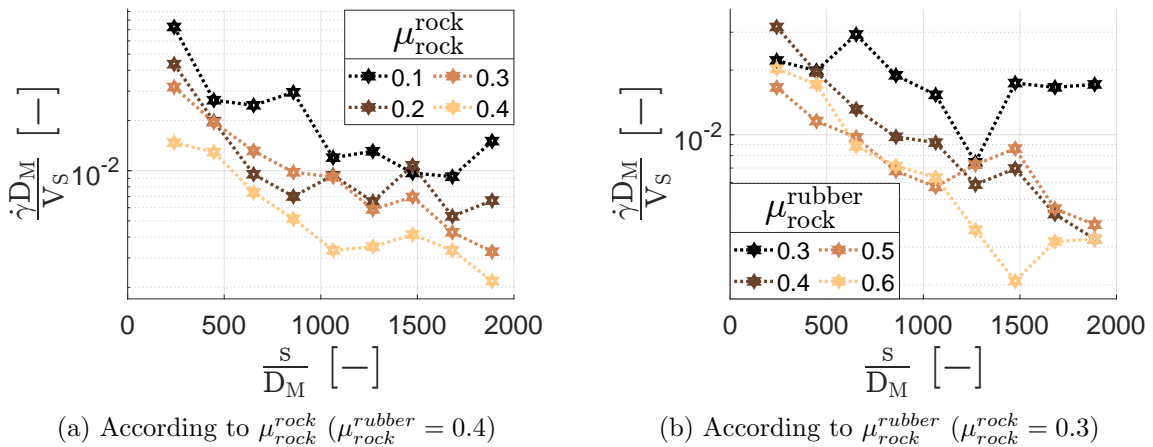 μ_rock^rock
0.1 0.3
0.2 0.4
γ̇D_M / V_S [−]
10^-2
0 500 1000 1500 2000
s / D_M [−]
(a) According to μ_rock^rock (μ_rock^rubber = 0.4)
γ̇D_M / V_S [−]
10^-2
μ_rock^rubber
0.3 0.5
0.4 0.6
0 500 1000 1500 2000
s / D_M [−]
(b) According to μ_rock^rubber (μ_rock^rock = 0.3)